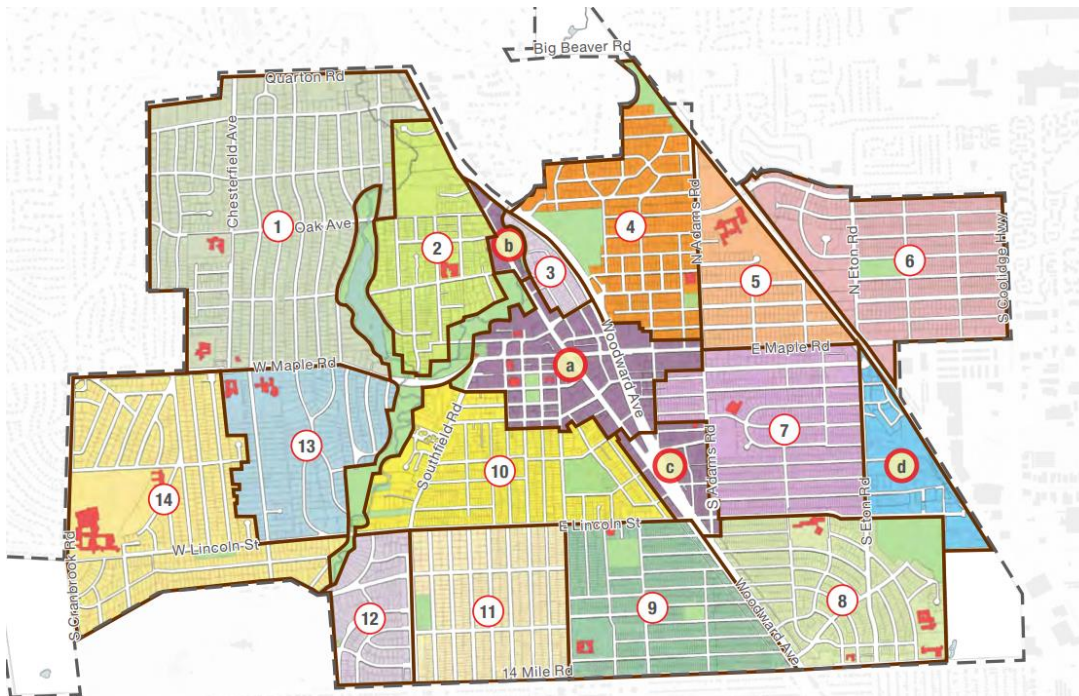 Big Beaver Rd
Quarton Rd
Chesterfield Ave
N Adams Rd
Oak Ave
1
2
b
3
4
5
N Eton Rd
6
S Coolidge Hwy
W Maple Rd
Woodward Ave
E Maple Rd
a
Southfield Rd
13
10
7
c
S Adams Rd
d
14
S Eton Rd
E Lincoln St
W Lincoln St
S Cranbrook Rd
12
11
9
8
Woodward Ave
14 Mile Rd